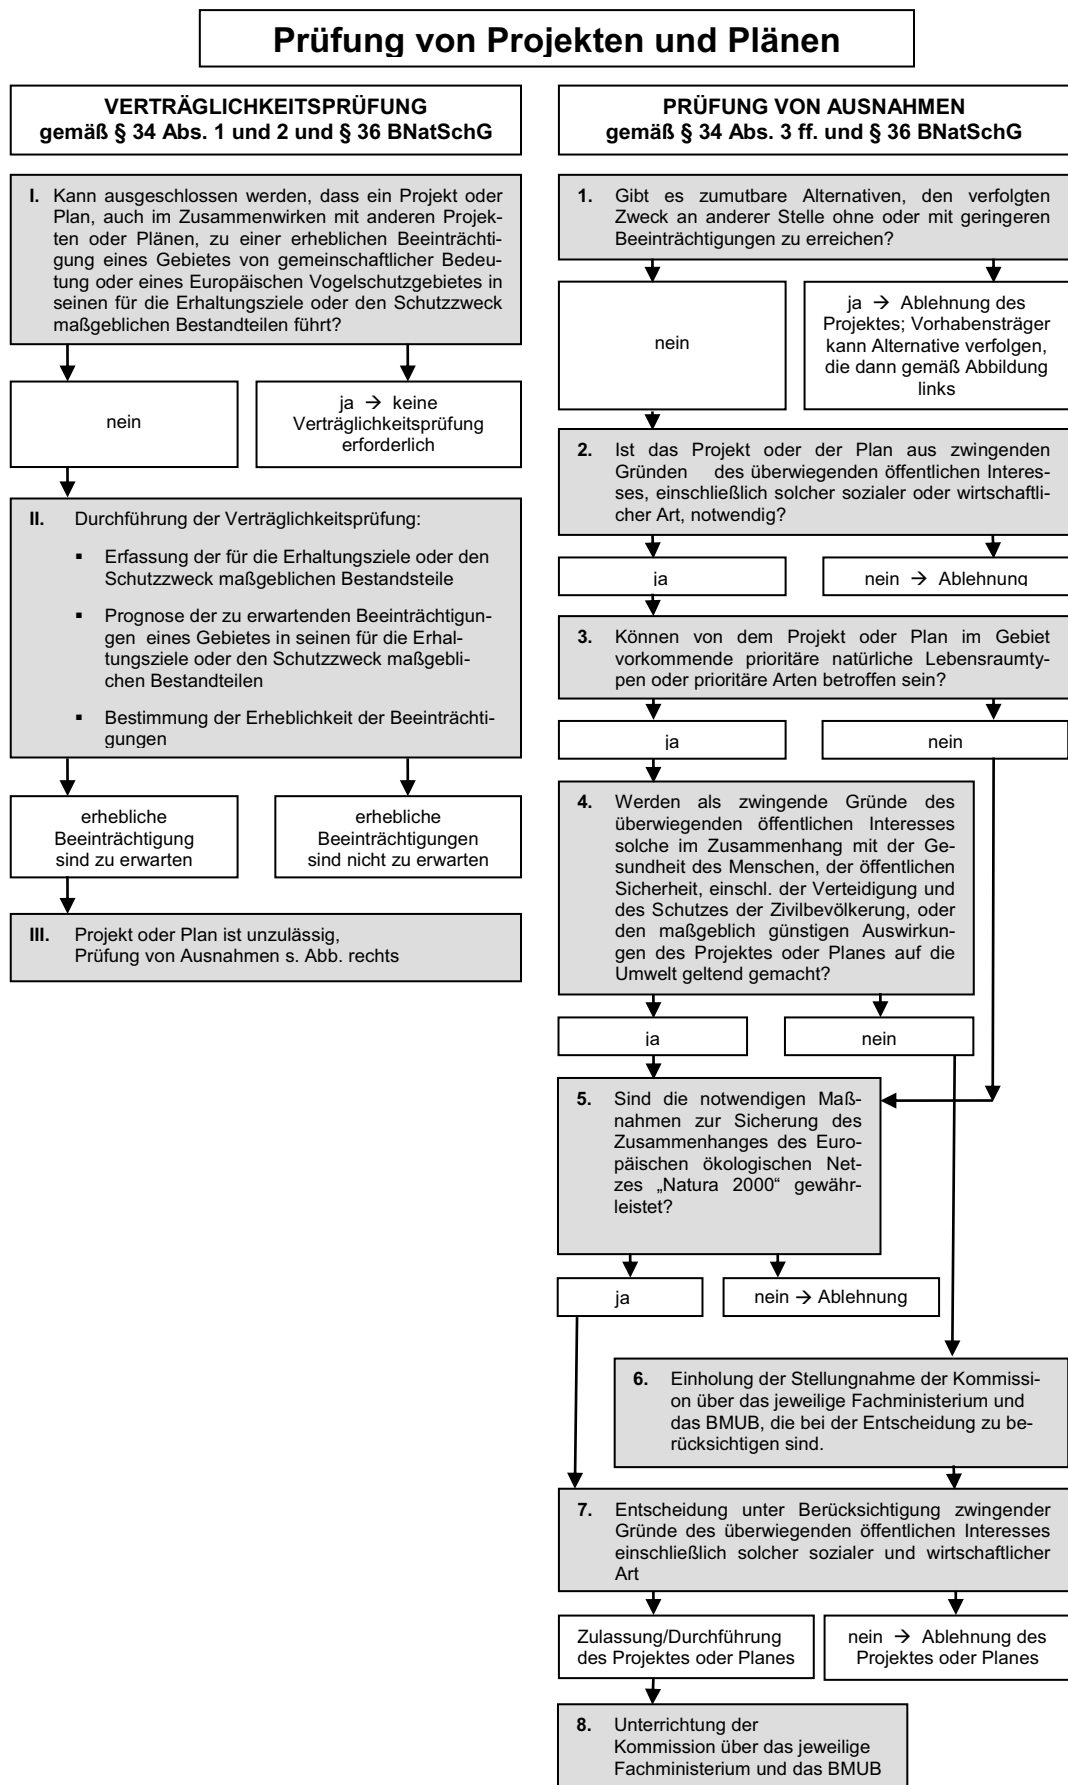 Prüfung von Projekten und Plänen
VERTRÄGLICHKEITSPRÜFUNG
gemäß § 34 Abs. 1 und 2 und § 36 BNatSchG
I. Kann ausgeschlossen werden, dass ein Projekt oder
Plan, auch im Zusammenwirken mit anderen Projek-
ten oder Plänen, zu einer erheblichen Beeinträchti-
gung eines Gebietes von gemeinschaftlicher Bedeu-
tung oder eines Europäischen Vogelschutzgebietes in
seinen für die Erhaltungsziele oder den Schutzzweck
maßgeblichen Bestandteilen führt?
nein
ja → keine
Verträglichkeitsprüfung
erforderlich
II. Durchführung der Verträglichkeitsprüfung:
▪ Erfassung der für die Erhaltungsziele oder den
Schutzzweck maßgeblichen Bestandsteile
▪ Prognose der zu erwartenden Beeinträchtigun-
gen eines Gebietes in seinen für die Erhal-
tungsziele oder den Schutzzweck maßgebli-
chen Bestandteilen
▪ Bestimmung der Erheblichkeit der Beeinträchti-
gungen
erhebliche
Beeinträchtigung
sind zu erwarten
erhebliche
Beeinträchtigungen
sind nicht zu erwarten
III. Projekt oder Plan ist unzulässig,
Prüfung von Ausnahmen s. Abb. rechts
PRÜFUNG VON AUSNAHMEN
gemäß § 34 Abs. 3 ff. und § 36 BNatSchG
1. Gibt es zumutbare Alternativen, den verfolgten
Zweck an anderer Stelle ohne oder mit geringeren
Beeinträchtigungen zu erreichen?
nein
ja → Ablehnung des
Projektes; Vorhabensträger
kann Alternative verfolgen,
die dann gemäß Abbildung
links
2. Ist das Projekt oder der Plan aus zwingenden
Gründen des überwiegenden öffentlichen Interes-
ses, einschließlich solcher sozialer oder wirtschaftli-
cher Art, notwendig?
ja
nein → Ablehnung
3. Können von dem Projekt oder Plan im Gebiet
vorkommende prioritäre natürliche Lebensraumty-
pen oder prioritäre Arten betroffen sein?
ja
nein
4. Werden als zwingende Gründe des
überwiegenden öffentlichen Interesses
solche im Zusammenhang mit der Ge-
sundheit des Menschen, der öffentlichen
Sicherheit, einschl. der Verteidigung und
des Schutzes der Zivilbevölkerung, oder
den maßgeblich günstigen Auswirkun-
gen des Projektes oder Planes auf die
Umwelt geltend gemacht?
ja
nein
5. Sind die notwendigen Maß-
nahmen zur Sicherung des
Zusammenhanges des Euro-
päischen ökologischen Net-
zes „Natura 2000“ gewähr-
leistet?
ja
nein → Ablehnung
6. Einholung der Stellungnahme der Kommissi-
on über das jeweilige Fachministerium und
das BMUB, die bei der Entscheidung zu be-
rücksichtigen sind.
7. Entscheidung unter Berücksichtigung zwingender
Gründe des überwiegenden öffentlichen Interesses
einschließlich solcher sozialer und wirtschaftlicher
Art
Zulassung/Durchführung
des Projektes oder Planes
nein → Ablehnung des
Projektes oder Planes
8. Unterrichtung der
Kommission über das jeweilige
Fachministerium und das BMUB